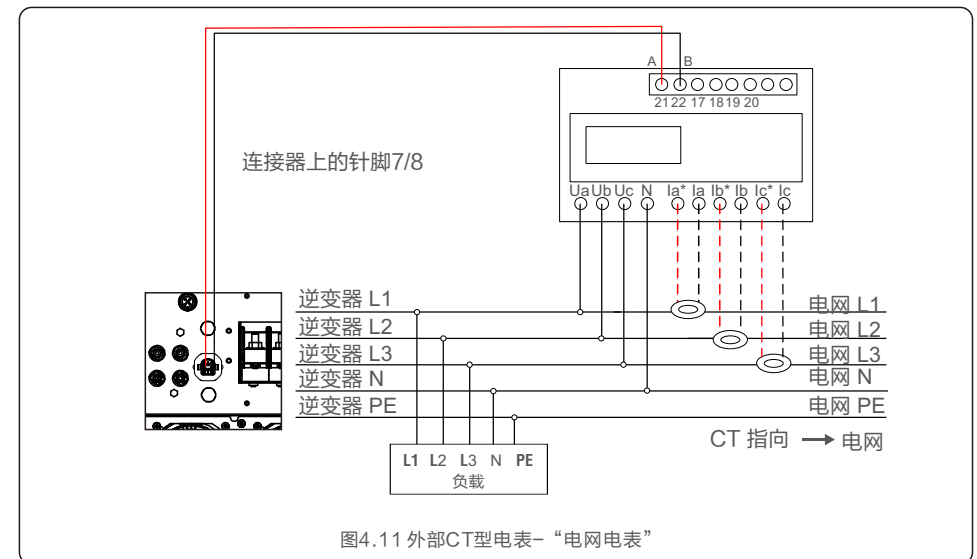 A B
21 22 17 18 19 20
连接器上的针脚7/8
Ua Ub Uc N Ia* Ia Ib* Ib Ic* Ic
逆变器 L1 电网 L1
逆变器 L2 电网 L2
逆变器 L3 电网 L3
逆变器 N 电网 N
逆变器 PE 电网 PE
CT 指向 → 电网
L1 L2 L3 N PE
负载
图4.11 外部CT型电表–“电网电表”